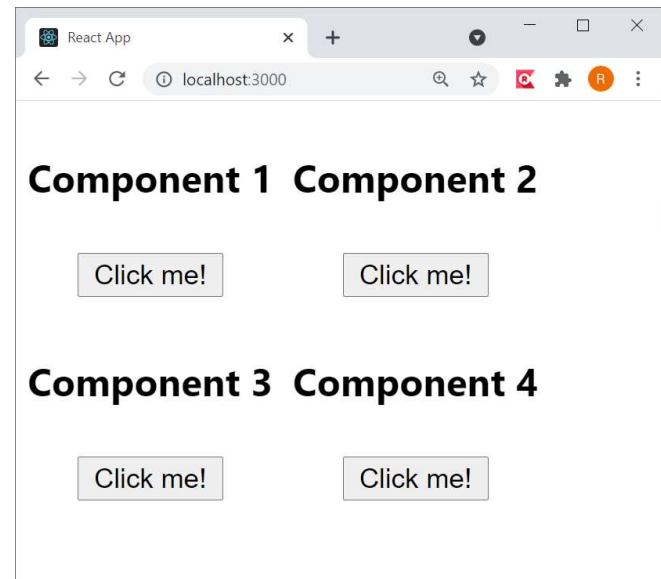 React App
localhost:3000
R
Component 1 Component 2
Click me! Click me!
Component 3 Component 4
Click me! Click me!